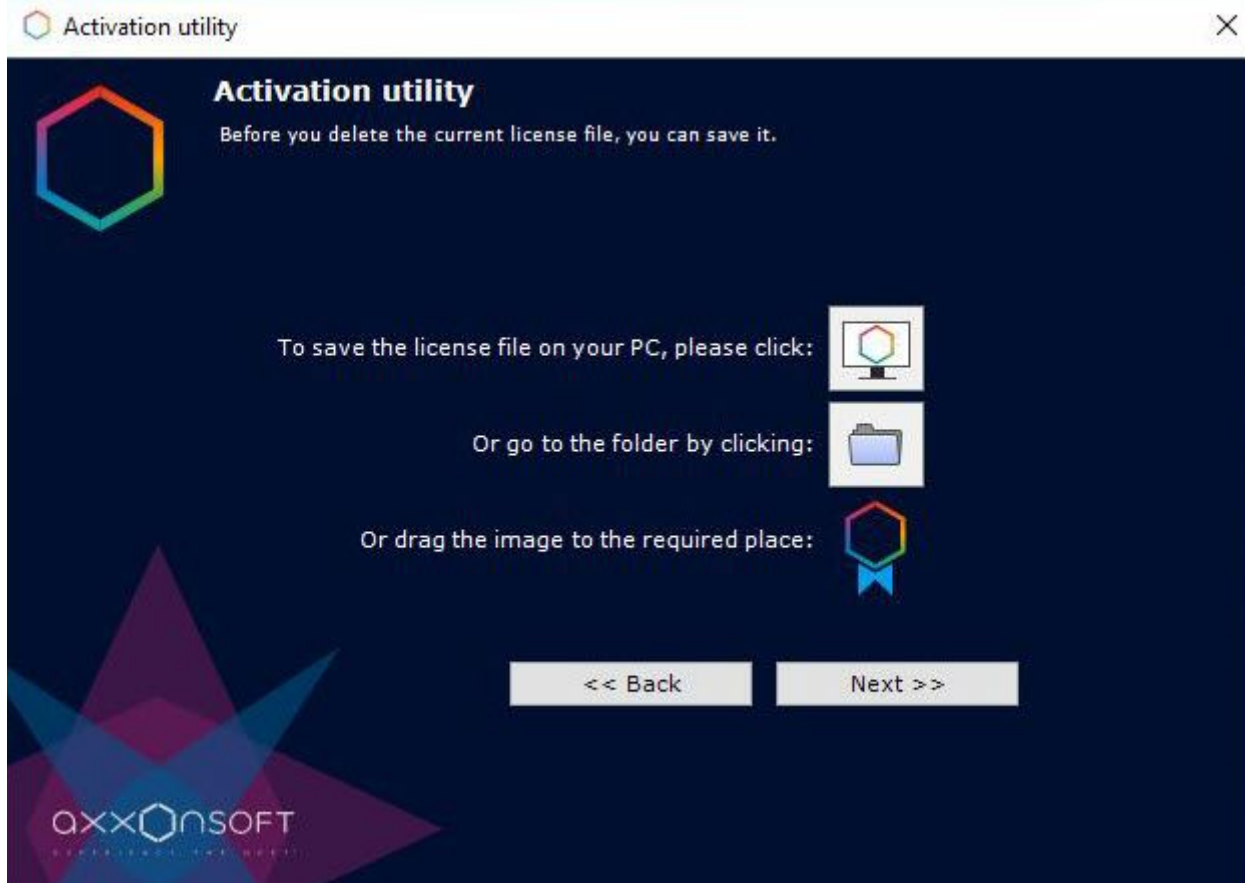 Activation utility
Activation utility
Before you delete the current license file, you can save it.
To save the license file on your PC, please click:
Or go to the folder by clicking:
Or drag the image to the required place:
<< Back
Next >>
axxonsoft